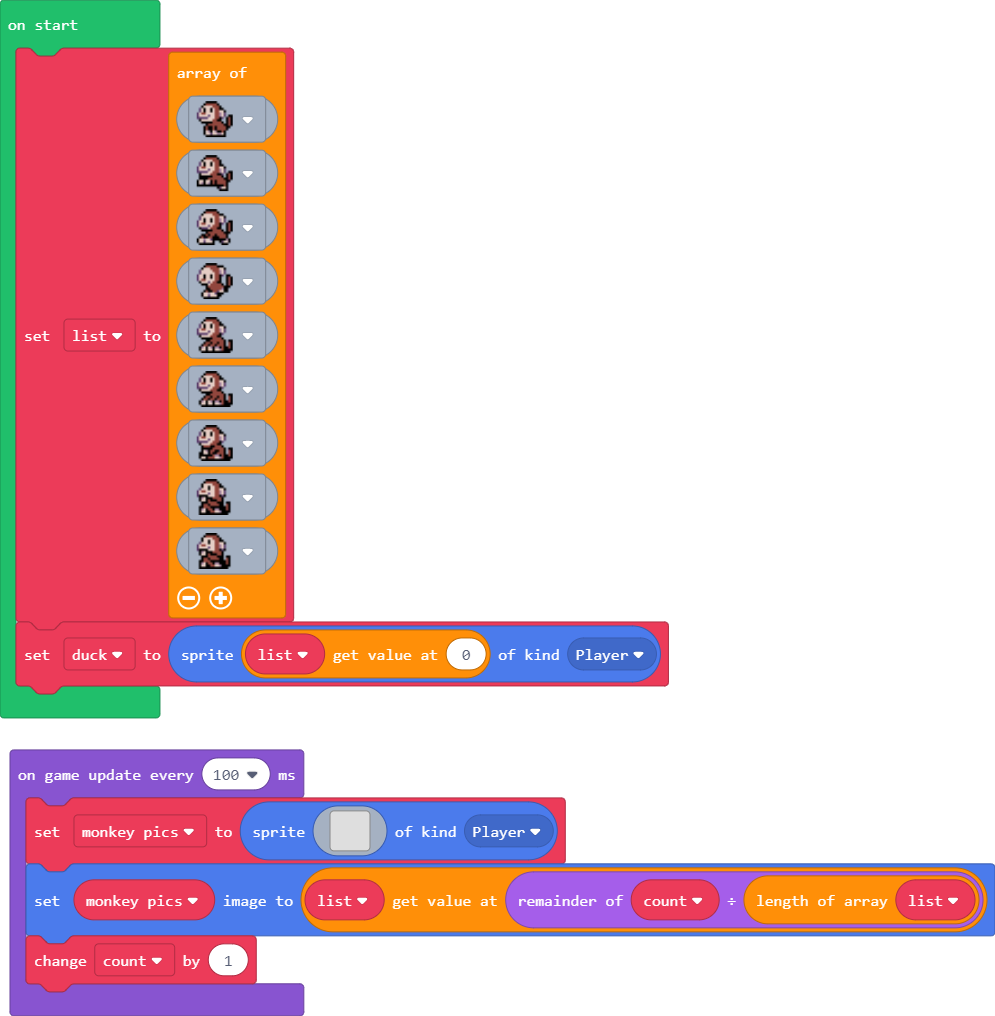 on start
array of
set list to
set duck to sprite list get value at 0 of kind Player
on game update every 100 ms
set monkey pics to sprite of kind Player
set monkey pics image to list get value at remainder of count ÷ length of array list
change count by 1